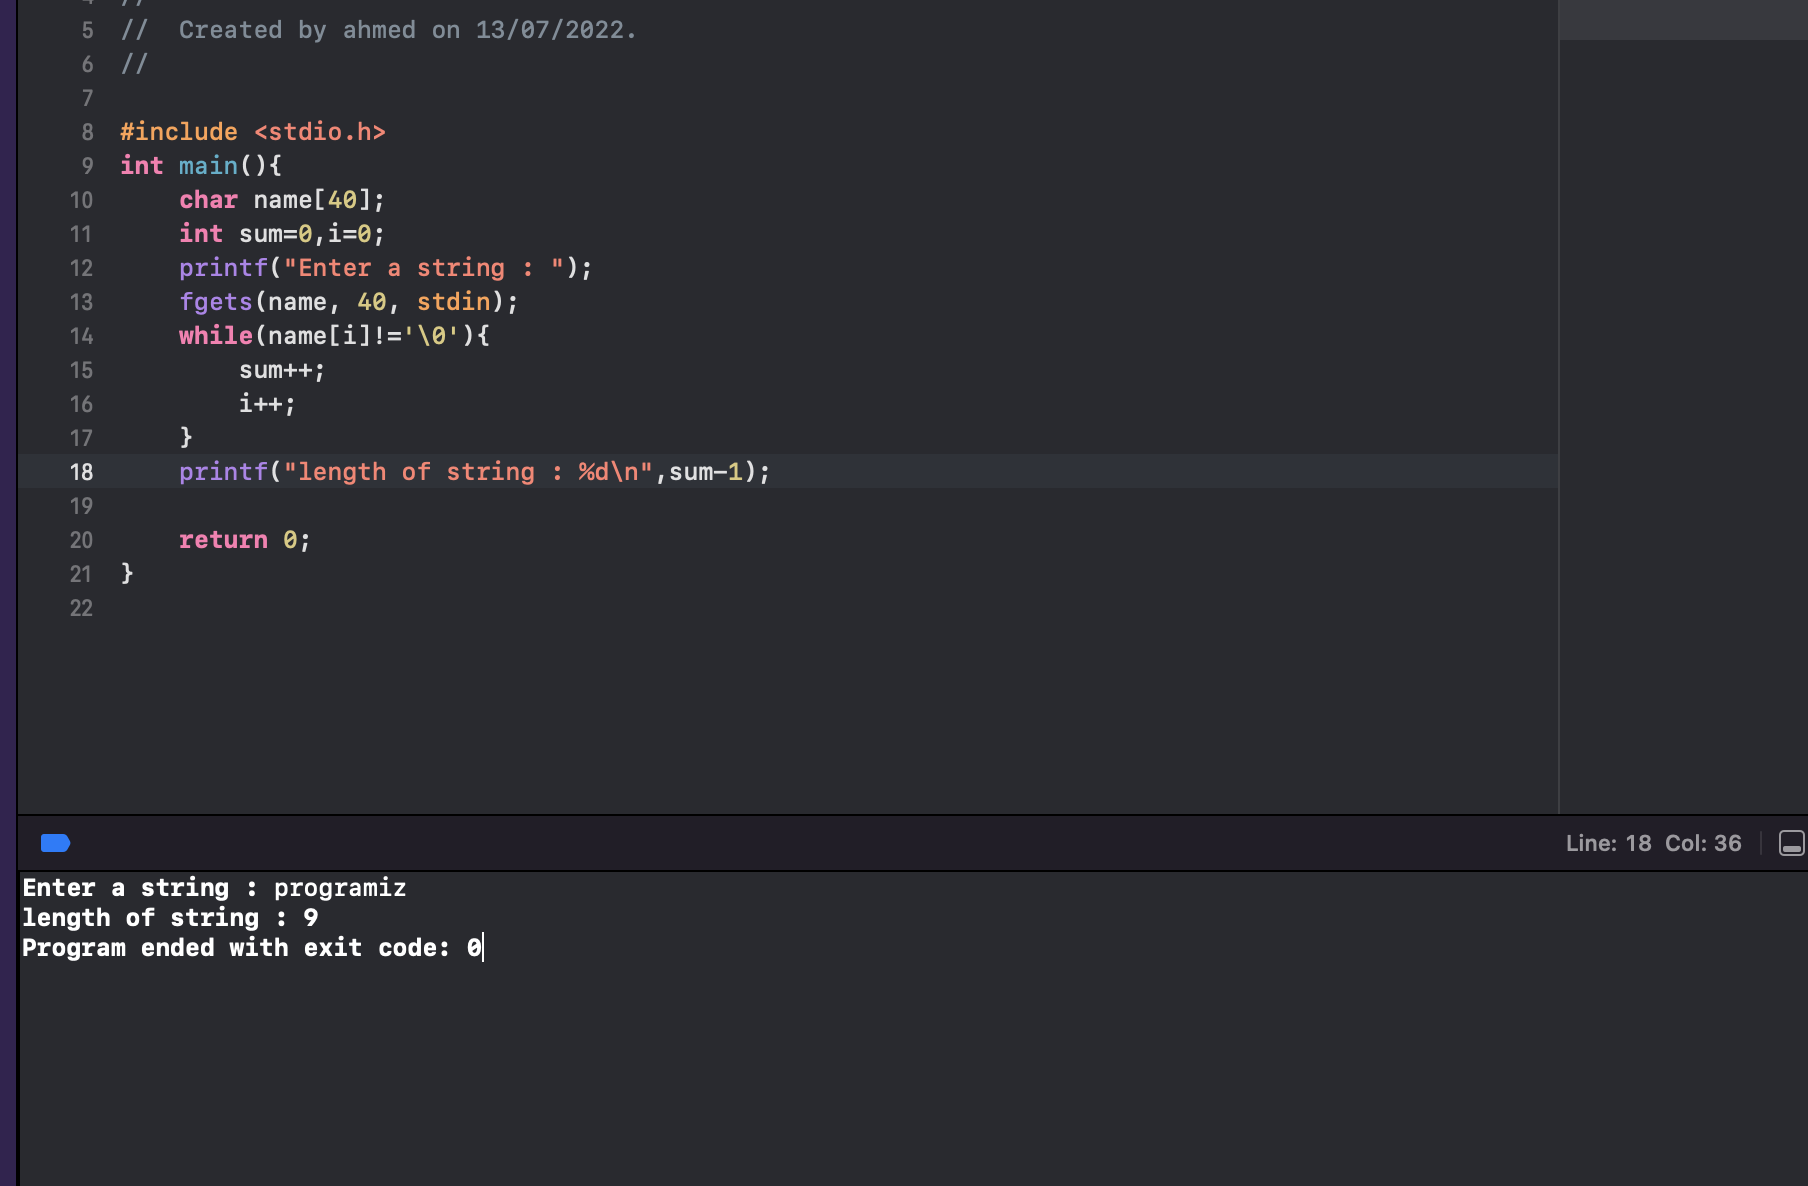 4 //
5 //  Created by ahmed on 13/07/2022.
6 //
7
8 #include <stdio.h>
9 int main(){
10     char name[40];
11     int sum=0,i=0;
12     printf("Enter a string : ");
13     fgets(name, 40, stdin);
14     while(name[i]!='\0'){
15         sum++;
16         i++;
17     }
18     printf("length of string : %d\n",sum-1);
19
20     return 0;
21 }
22
Line: 18  Col: 36
Enter a string : programiz
length of string : 9
Program ended with exit code: 0